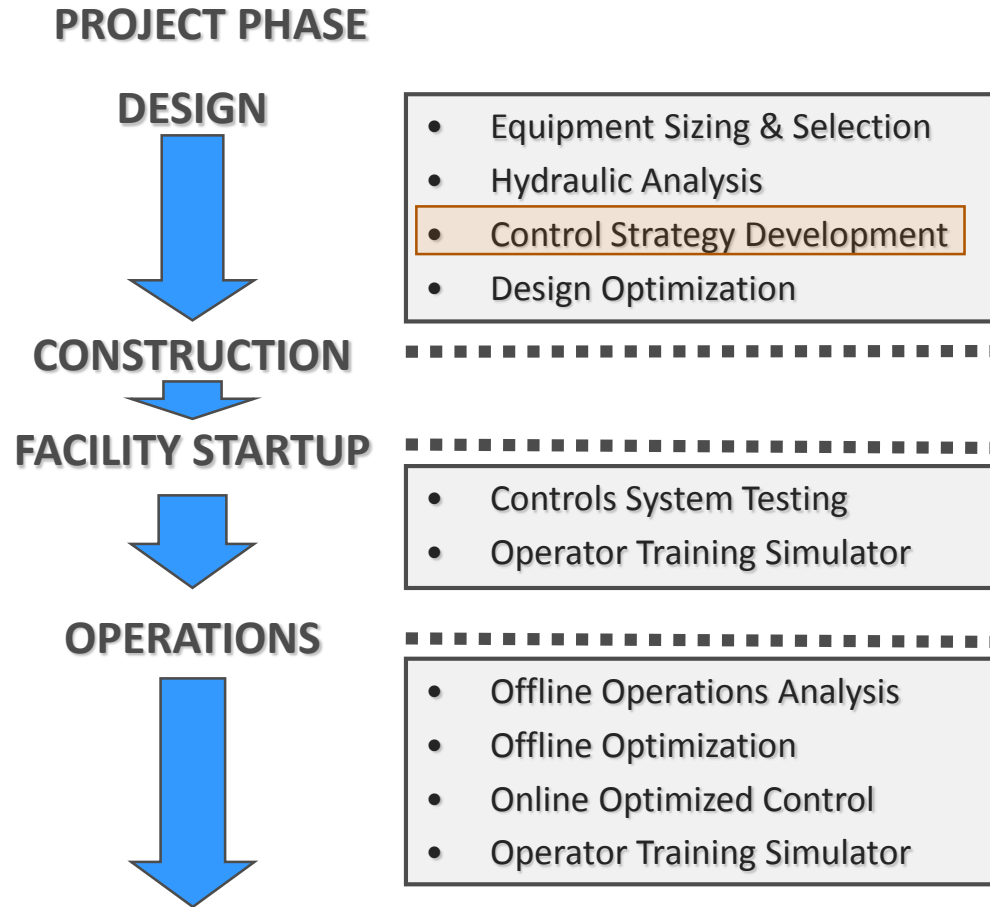 PROJECT PHASE
DESIGN
• Equipment Sizing & Selection
• Hydraulic Analysis
• Control Strategy Development
• Design Optimization
CONSTRUCTION
FACILITY STARTUP
• Controls System Testing
• Operator Training Simulator
OPERATIONS
• Offline Operations Analysis
• Offline Optimization
• Online Optimized Control
• Operator Training Simulator